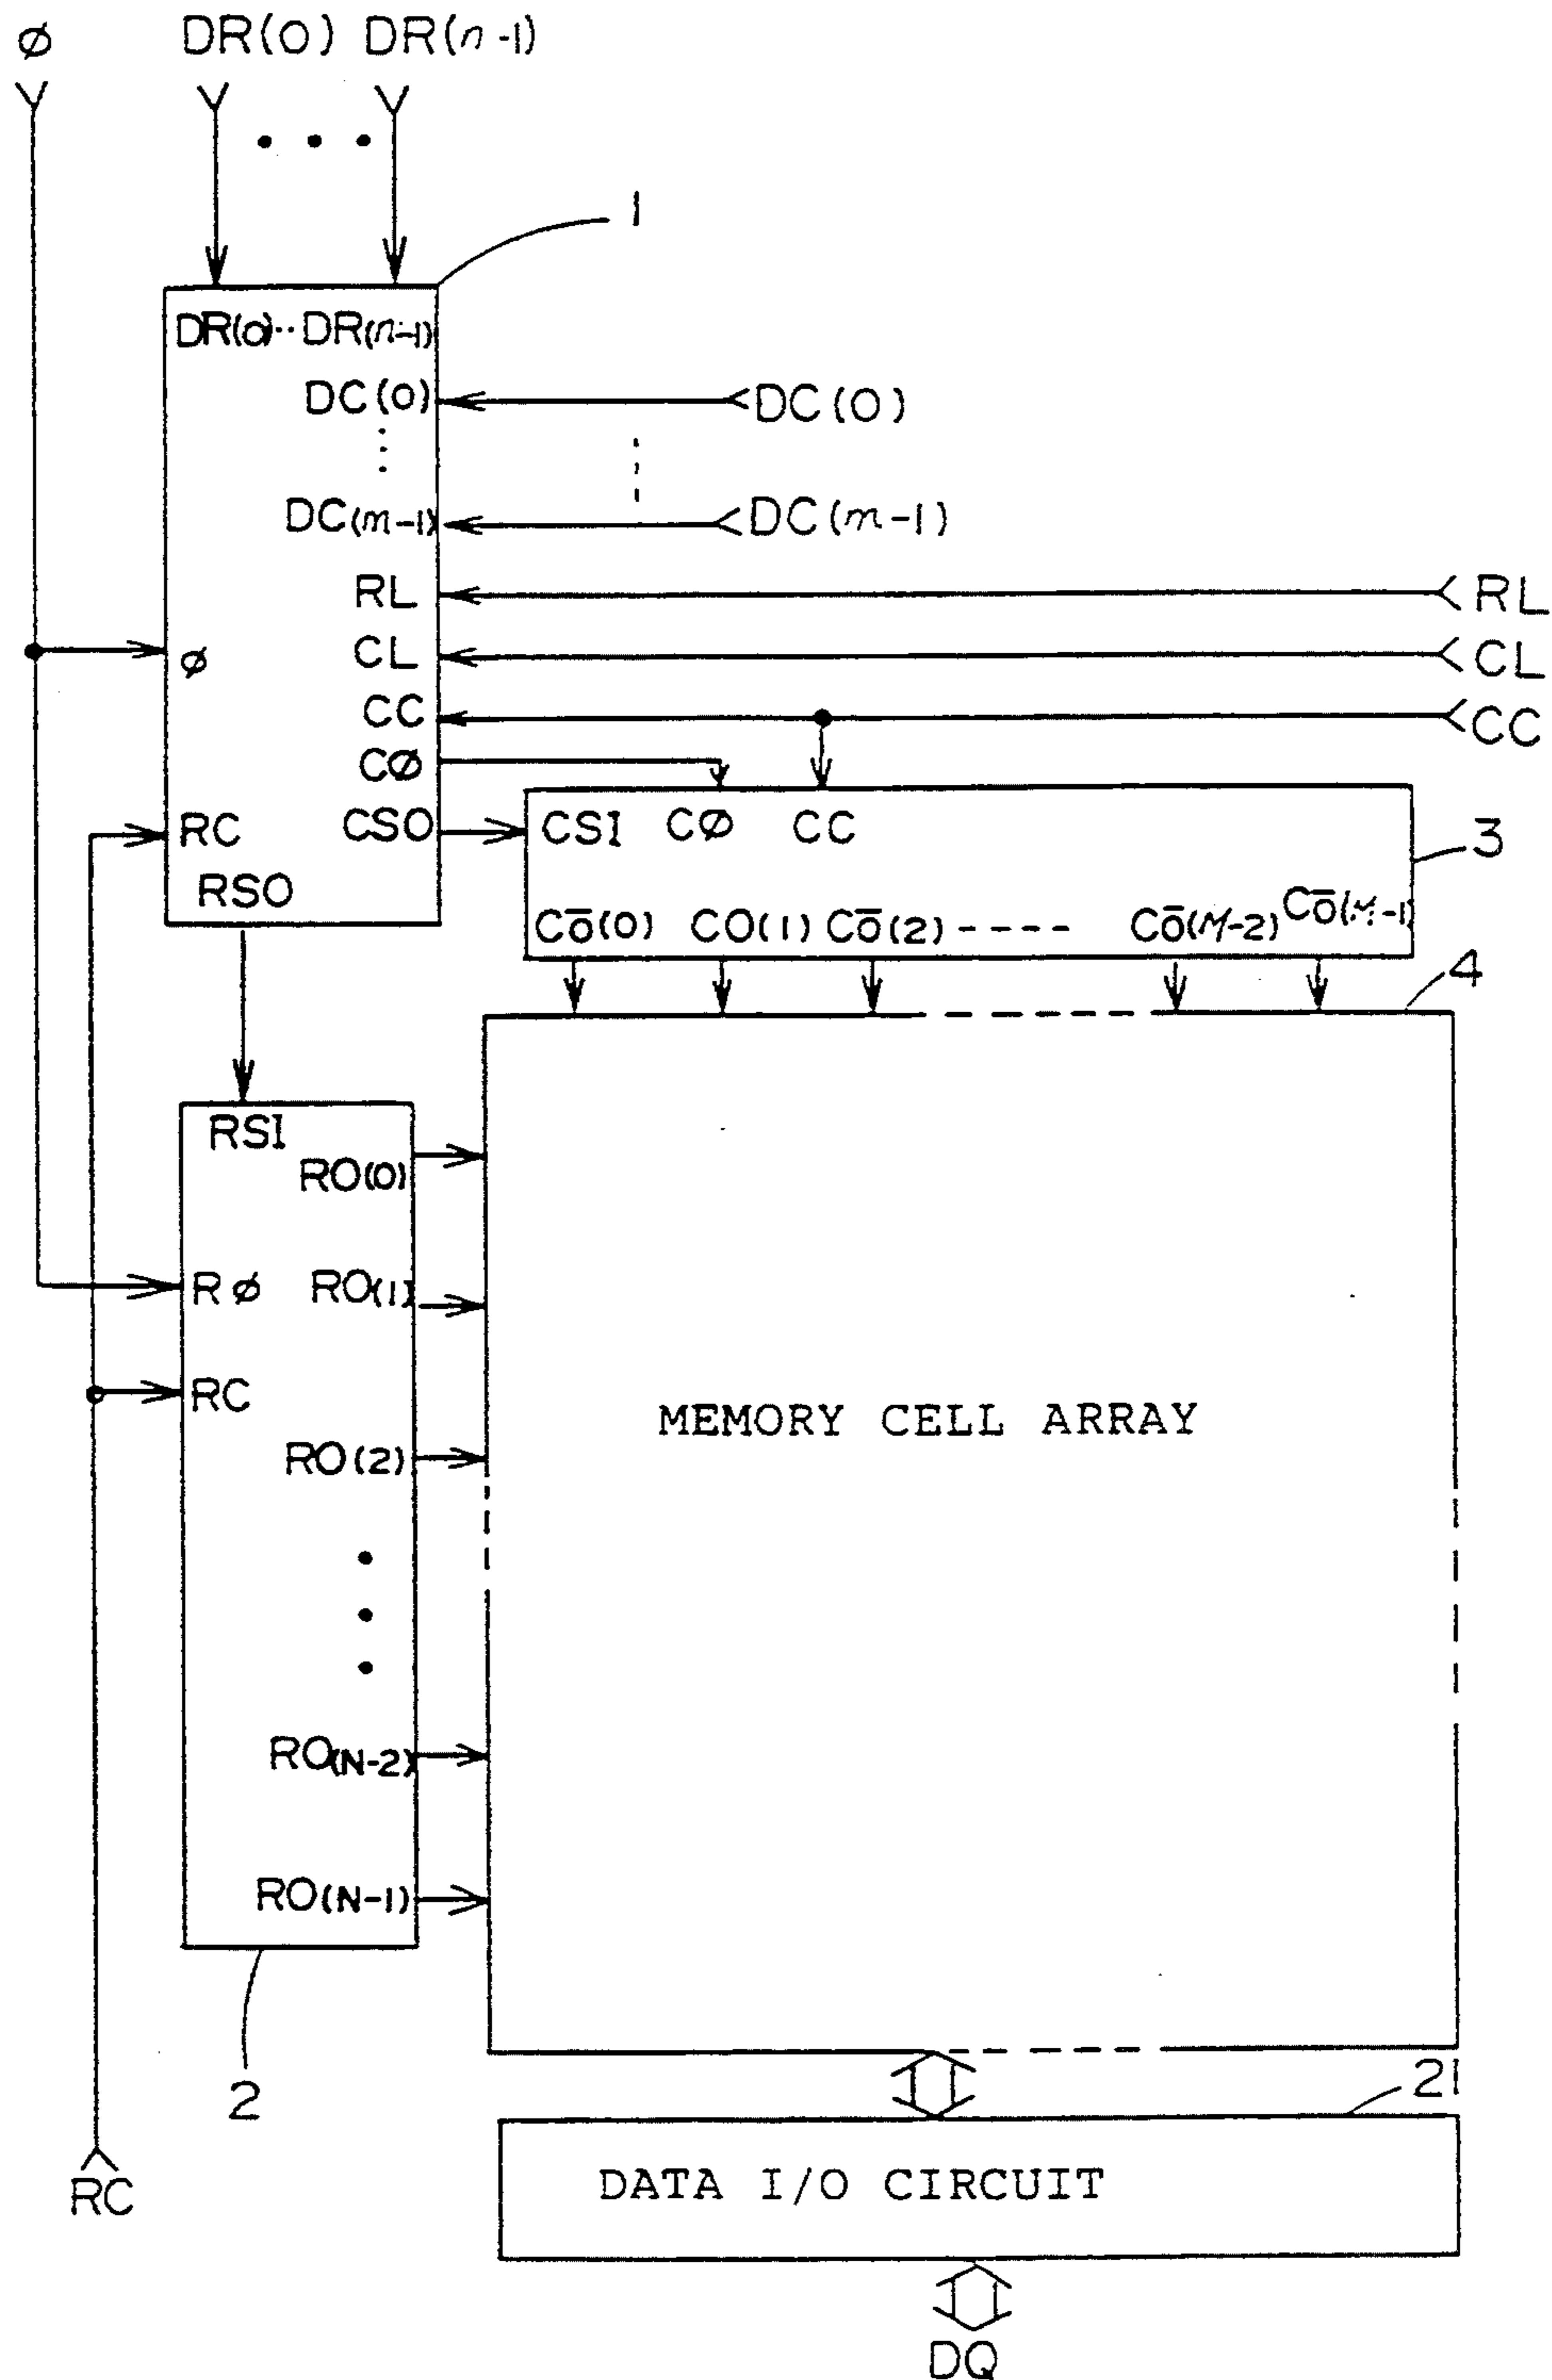 ø DR(0) DR(n-1)
1
DR(0)·· DR(n-1)
DC(0) DC(0)
DC(m-1) DC(m-1)
RL RL
ø CL CL
CC CC
CØ
RC CSO CSI CØ CC 3
RSO
CO̅(0) CO(1) CO̅(2) ---- CO̅(M-2) CO̅(M-1)
4
RSI
RO(0)
Rø RO(1)
RC
MEMORY CELL ARRAY
RO(2)
RO(N-2)
RO(N-1)
2
21
RC
DATA I/O CIRCUIT
DQ